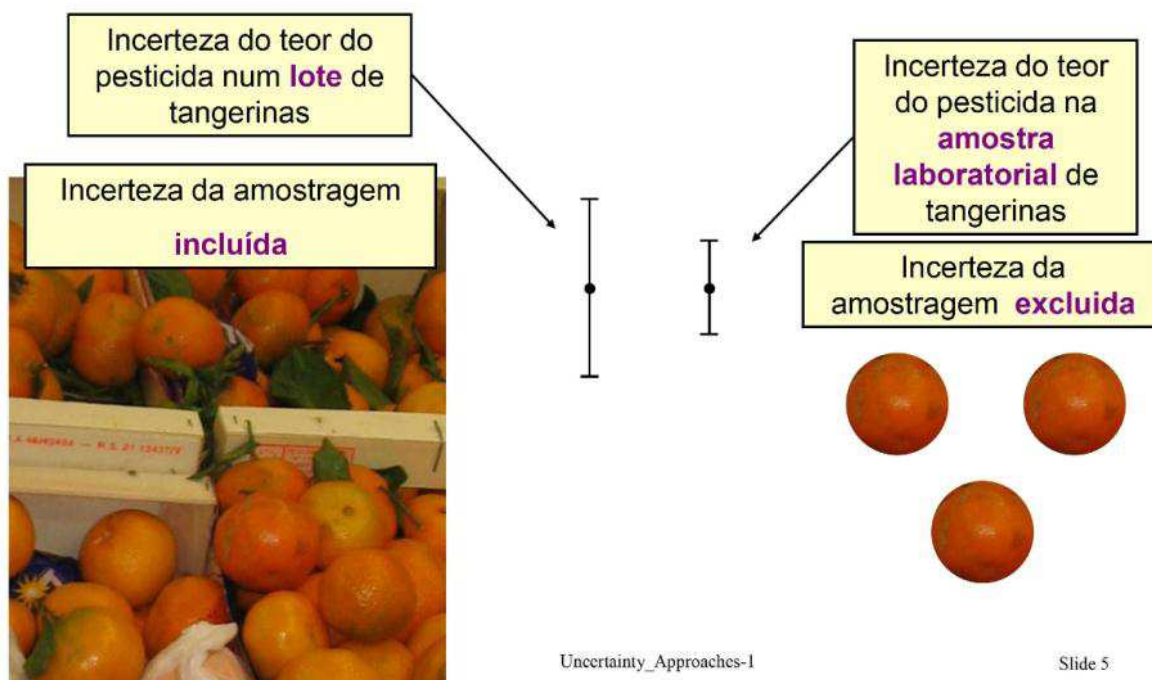 Incerteza do teor do
pesticida num lote de
tangerinas
Incerteza da amostragem
incluída
Incerteza do teor
do pesticida na
amostra
laboratorial de
tangerinas
Incerteza da
amostragem excluida
Uncertainty_Approaches-1
Slide 5